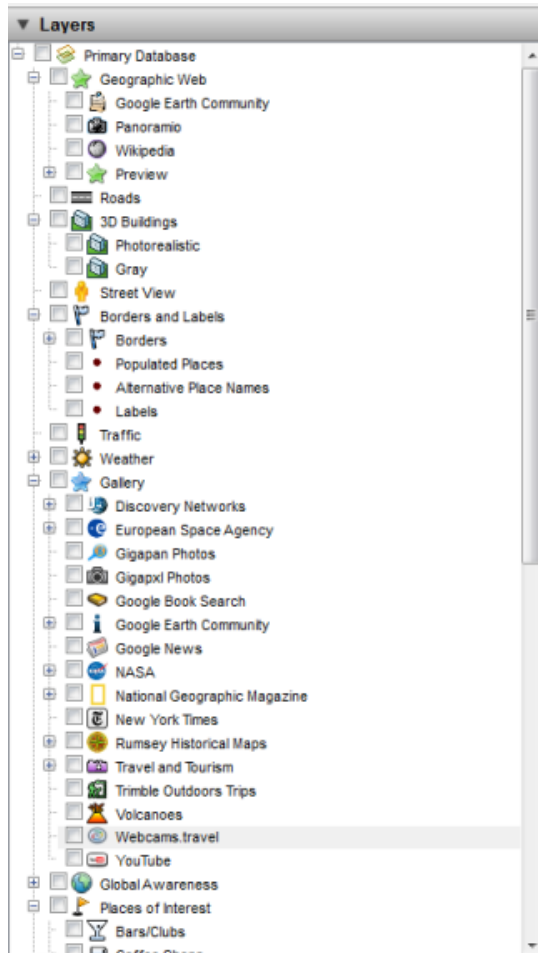 Layers
Primary Database
Geographic Web
Google Earth Community
Panoramio
Wikipedia
Preview
Roads
3D Buildings
Photorealistic
Gray
Street View
Borders and Labels
Borders
Populated Places
Alternative Place Names
Labels
Traffic
Weather
Gallery
Discovery Networks
European Space Agency
Gigapan Photos
Gigapxl Photos
Google Book Search
Google Earth Community
Google News
NASA
National Geographic Magazine
New York Times
Rumsey Historical Maps
Travel and Tourism
Trimble Outdoors Trips
Volcanoes
Webcams.travel
YouTube
Global Awareness
Places of Interest
Bars/Clubs